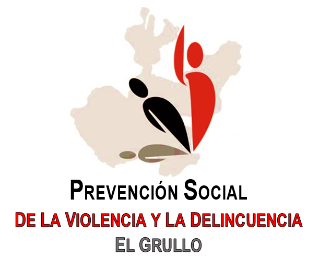 PREVENCIÓN SOCIAL
DE LA VIOLENCIA Y LA DELINCUENCIA
EL GRULLO